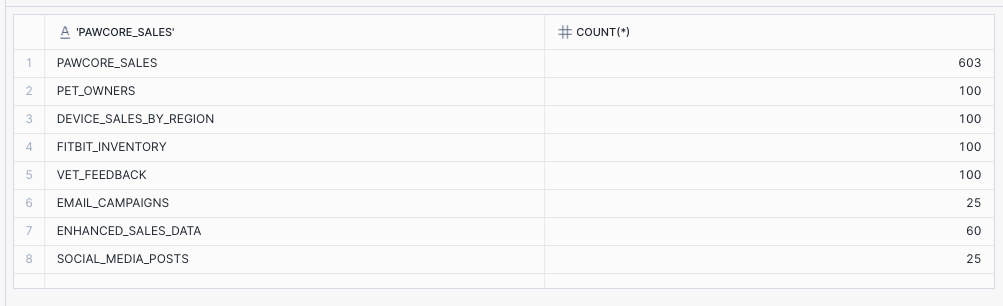 'PAWCORE_SALES' COUNT(*)
1 PAWCORE_SALES 603
2 PET_OWNERS 100
3 DEVICE_SALES_BY_REGION 100
4 FITBIT_INVENTORY 100
5 VET_FEEDBACK 100
6 EMAIL_CAMPAIGNS 25
7 ENHANCED_SALES_DATA 60
8 SOCIAL_MEDIA_POSTS 25